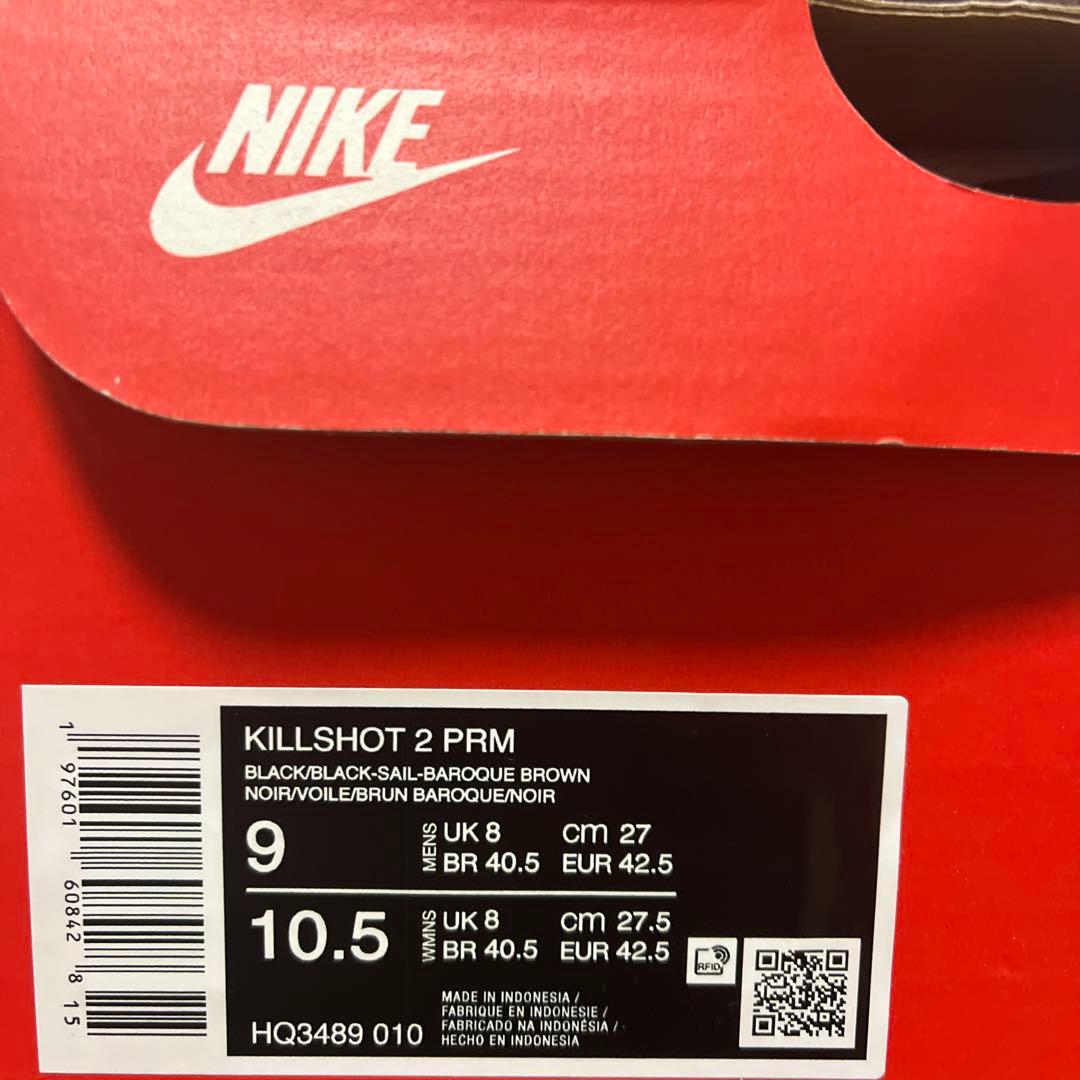 NIKE
KILLSHOT 2 PRM
BLACK/BLACK-SAIL-BAROQUE BROWN
NOIR/VOILE/BRUN BAROQUE/NOIR
9 MENS UK 8 cm 27
BR 40.5 EUR 42.5
10.5 WMNS UK 8 cm 27.5
BR 40.5 EUR 42.5
RFID
MADE IN INDONESIA /
FABRIQUE EN INDONESIE /
FABRICADO NA INDONÉSIA /
HECHO EN INDONESIA
HQ3489 010
1 97601 60842 8 15